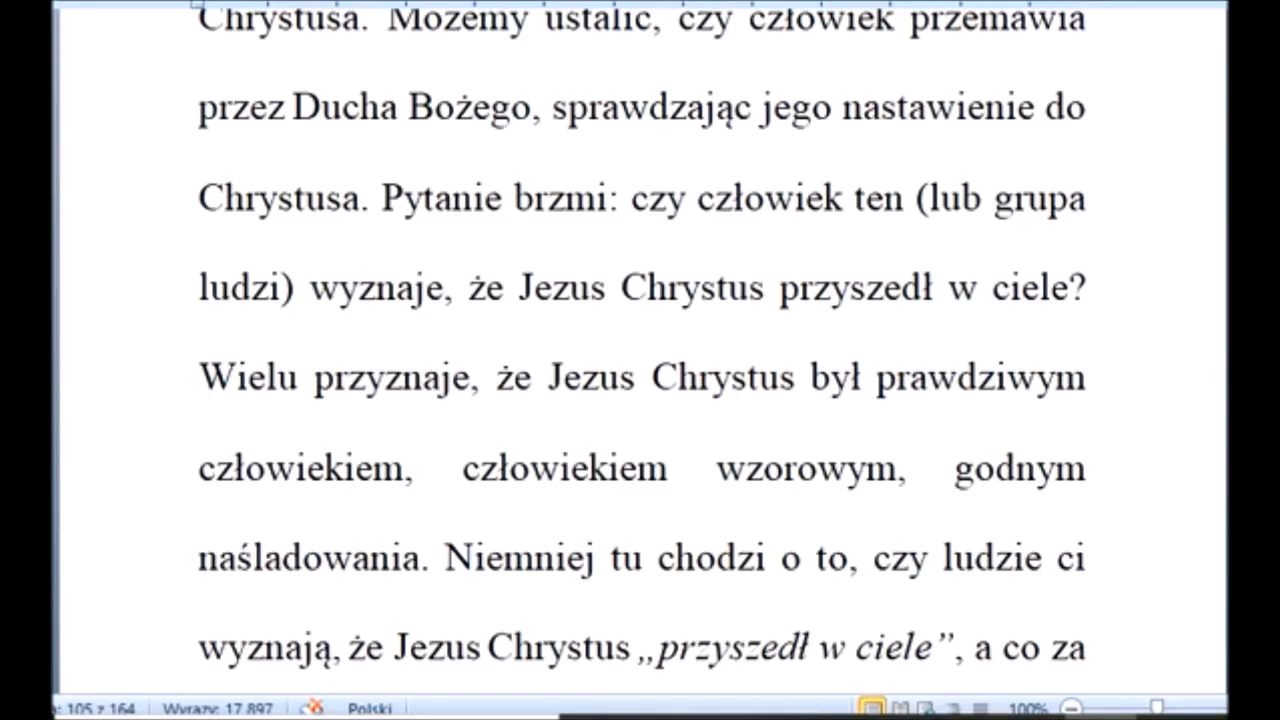 Chrystusa. Możemy ustalić, czy człowiek przemawia
przez Ducha Bożego, sprawdzając jego nastawienie do
Chrystusa. Pytanie brzmi: czy człowiek ten (lub grupa
ludzi) wyznaje, że Jezus Chrystus przyszedł w ciele?
Wielu przyznaje, że Jezus Chrystus był prawdziwym
człowiekiem, człowiekiem wzorowym, godnym
naśladowania. Niemniej tu chodzi o to, czy ludzie ci
wyznają, że Jezus Chrystus „przyszedł w ciele”, a co za
: 105 z 164 Wyrazy: 17 897 Polski 100%